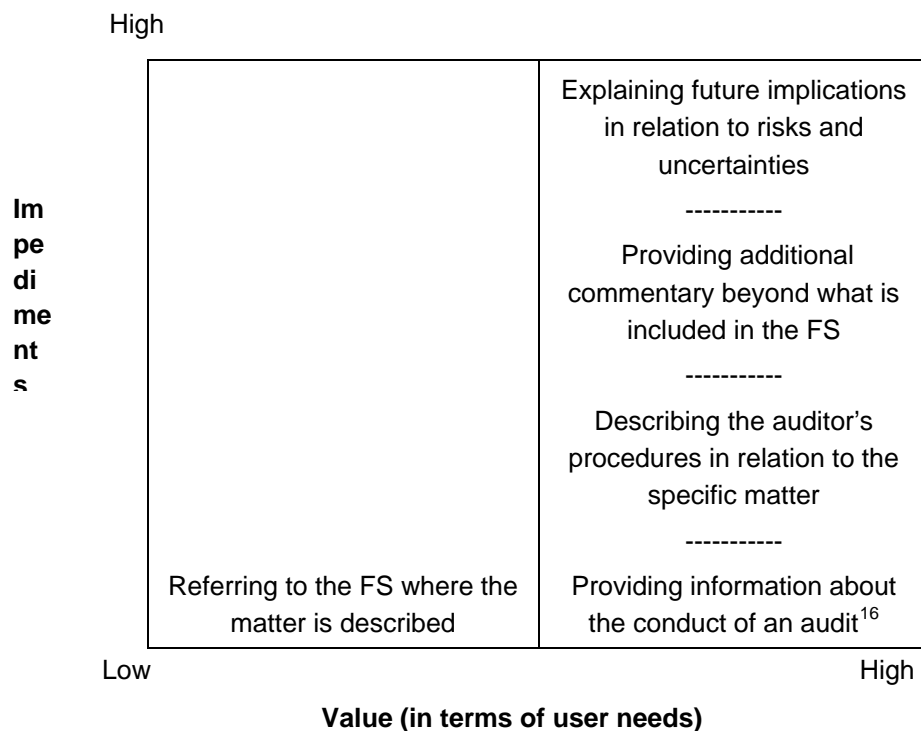 High
Explaining future implications
in relation to risks and
uncertainties
-----------
Im
pe
di
me
nt
s
Providing additional
commentary beyond what is
included in the FS
-----------
Describing the auditor’s
procedures in relation to the
specific matter
-----------
Referring to the FS where the
matter is described
Providing information about
the conduct of an audit16
Low
High
Value (in terms of user needs)